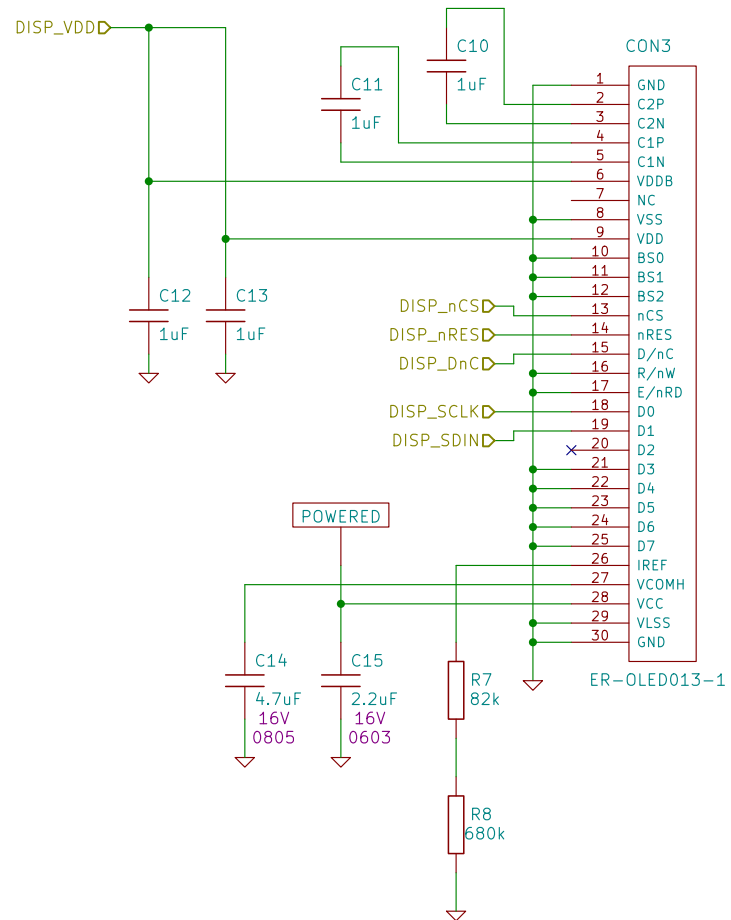 DISP_VDD
C10
1uF
C11
1uF
CON3
1 GND
2 C2P
3 C2N
4 C1P
5 C1N
6 VDDB
7 NC
8 VSS
9 VDD
10 BS0
11 BS1
12 BS2
13 nCS
14 nRES
15 D/nC
16 R/nW
17 E/nRD
18 D0
19 D1
20 D2
21 D3
22 D4
23 D5
24 D6
25 D7
26 IREF
27 VCOMH
28 VCC
29 VLSS
30 GND
ER-OLED013-1
C12
1uF
C13
1uF
DISP_nCS
DISP_nRES
DISP_DnC
DISP_SCLK
DISP_SDIN
POWERED
C14
4.7uF
16V
0805
C15
2.2uF
16V
0603
R7
82k
R8
680k